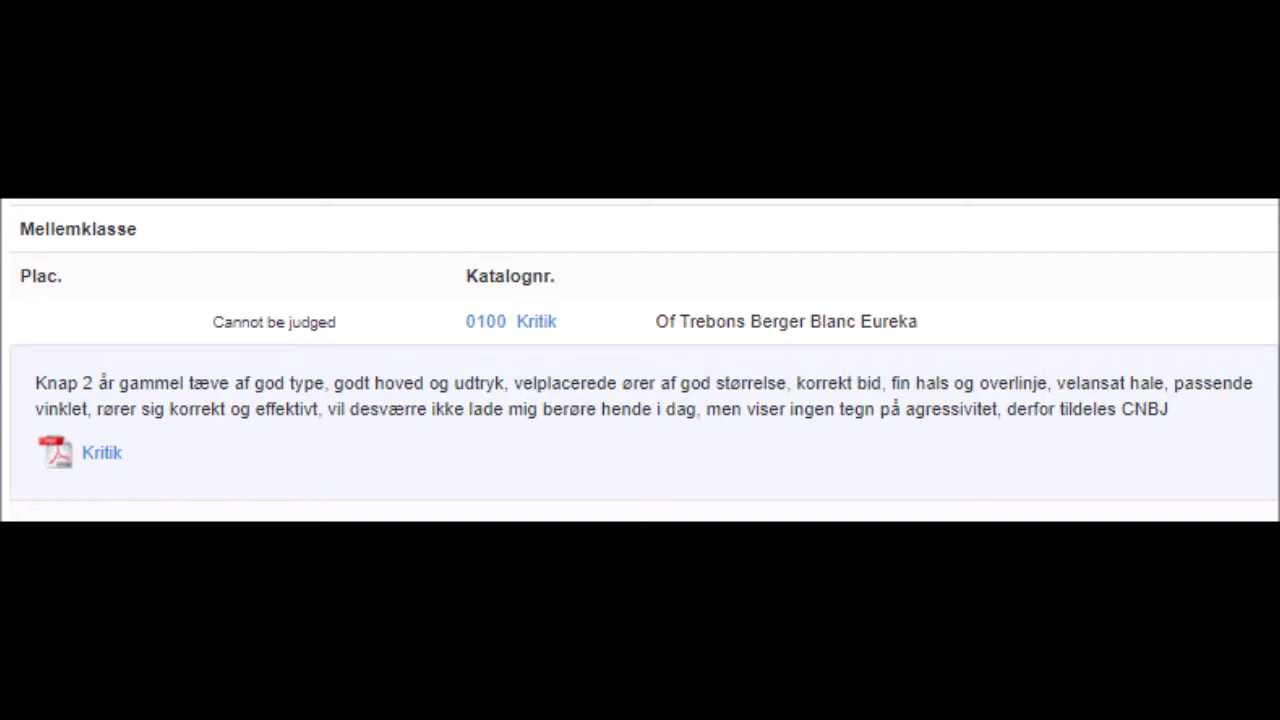 Mellemklasse
Plac. Katalognr.
Cannot be judged 0100 Kritik Of Trebons Berger Blanc Eureka
Knap 2 år gammel tæve af god type, godt hoved og udtryk, velplacerede ører af god størrelse, korrekt bid, fin hals og overlinje, velansat hale, passende
vinklet, rører sig korrekt og effektivt, vil desværre ikke lade mig berøre hende i dag, men viser ingen tegn på agressivitet, derfor tildeles CNBJ
Kritik